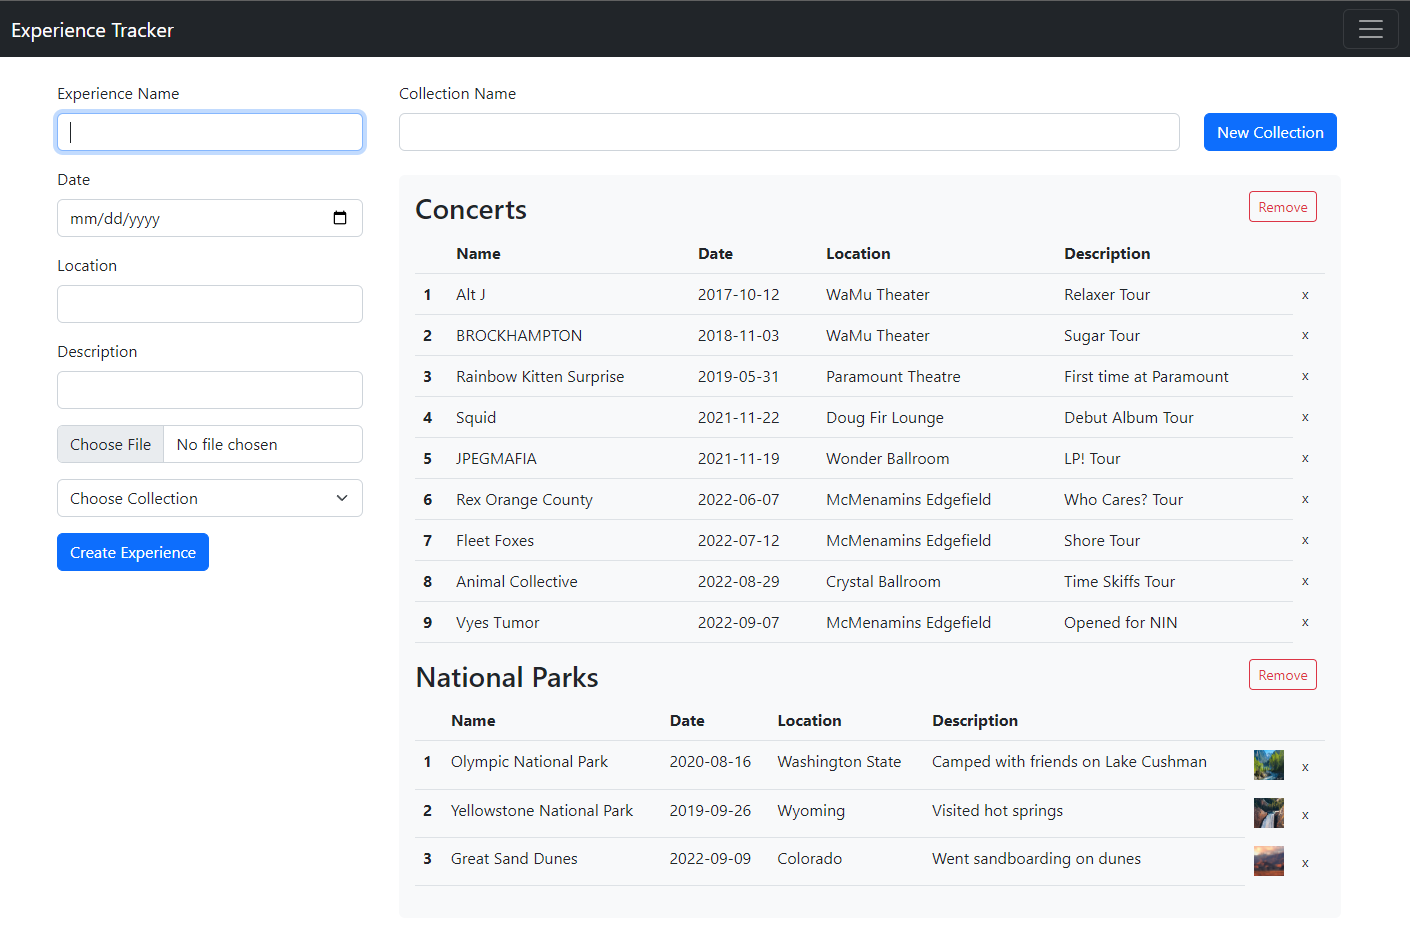 Experience Tracker
Experience Name
Date
mm/dd/yyyy
Location
Description
Choose File No file chosen
Choose Collection
Create Experience
Collection Name
New Collection
Concerts Remove
Name Date Location Description
1 Alt J 2017-10-12 WaMu Theater Relaxer Tour x
2 BROCKHAMPTON 2018-11-03 WaMu Theater Sugar Tour x
3 Rainbow Kitten Surprise 2019-05-31 Paramount Theatre First time at Paramount x
4 Squid 2021-11-22 Doug Fir Lounge Debut Album Tour x
5 JPEGMAFIA 2021-11-19 Wonder Ballroom LP! Tour x
6 Rex Orange County 2022-06-07 McMenamins Edgefield Who Cares? Tour x
7 Fleet Foxes 2022-07-12 McMenamins Edgefield Shore Tour x
8 Animal Collective 2022-08-29 Crystal Ballroom Time Skiffs Tour x
9 Vyes Tumor 2022-09-07 McMenamins Edgefield Opened for NIN x
National Parks Remove
Name Date Location Description
1 Olympic National Park 2020-08-16 Washington State Camped with friends on Lake Cushman x
2 Yellowstone National Park 2019-09-26 Wyoming Visited hot springs x
3 Great Sand Dunes 2022-09-09 Colorado Went sandboarding on dunes x